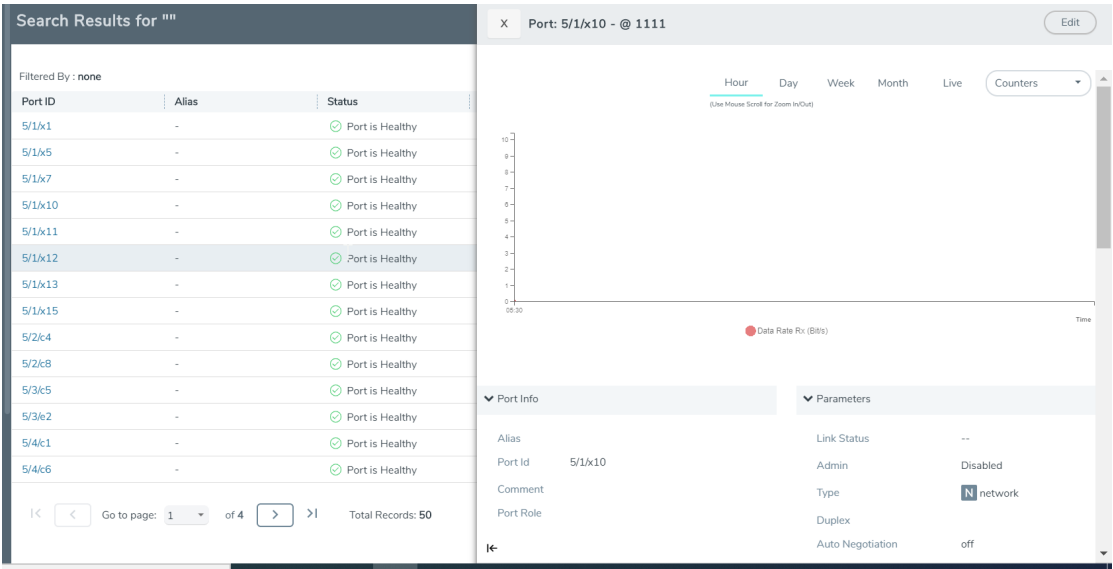 Search Results for ""
Filtered By : none
Port ID Alias Status
5/1/x1 - Port is Healthy
5/1/x5 - Port is Healthy
5/1/x7 - Port is Healthy
5/1/x10 - Port is Healthy
5/1/x11 - Port is Healthy
5/1/x12 - Port is Healthy
5/1/x13 - Port is Healthy
5/1/x15 - Port is Healthy
5/2/c4 - Port is Healthy
5/2/c8 - Port is Healthy
5/3/c5 - Port is Healthy
5/3/e2 - Port is Healthy
5/4/c1 - Port is Healthy
5/4/c6 - Port is Healthy
Go to page: 1 of 4 Total Records: 50
X Port: 5/1/x10 - @ 1111 Edit
Hour Day Week Month Live Counters
(Use Mouse Scroll for Zoom In/Out)
10
9
8
7
6
5
4
3
2
1
0
05:30
Time
Data Rate Rx (Bit/s)
Port Info
Alias
Port Id 5/1/x10
Comment
Port Role
Parameters
Link Status --
Admin Disabled
Type N network
Duplex
Auto Negotiation off